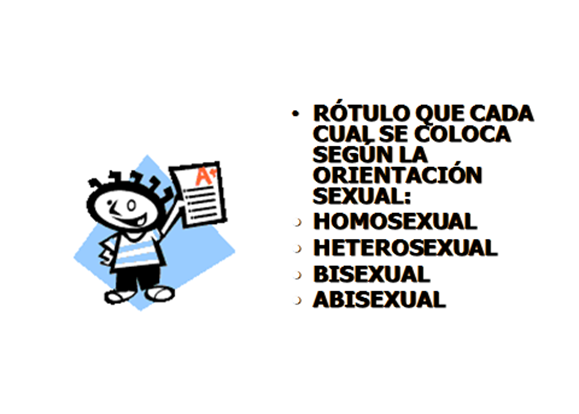 A+
• RÓTULO QUE CADA
CUAL SE COLOCA
SEGÚN LA
ORIENTACIÓN
SEXUAL:
HOMOSEXUAL
HETEROSEXUAL
BISEXUAL
ABISEXUAL